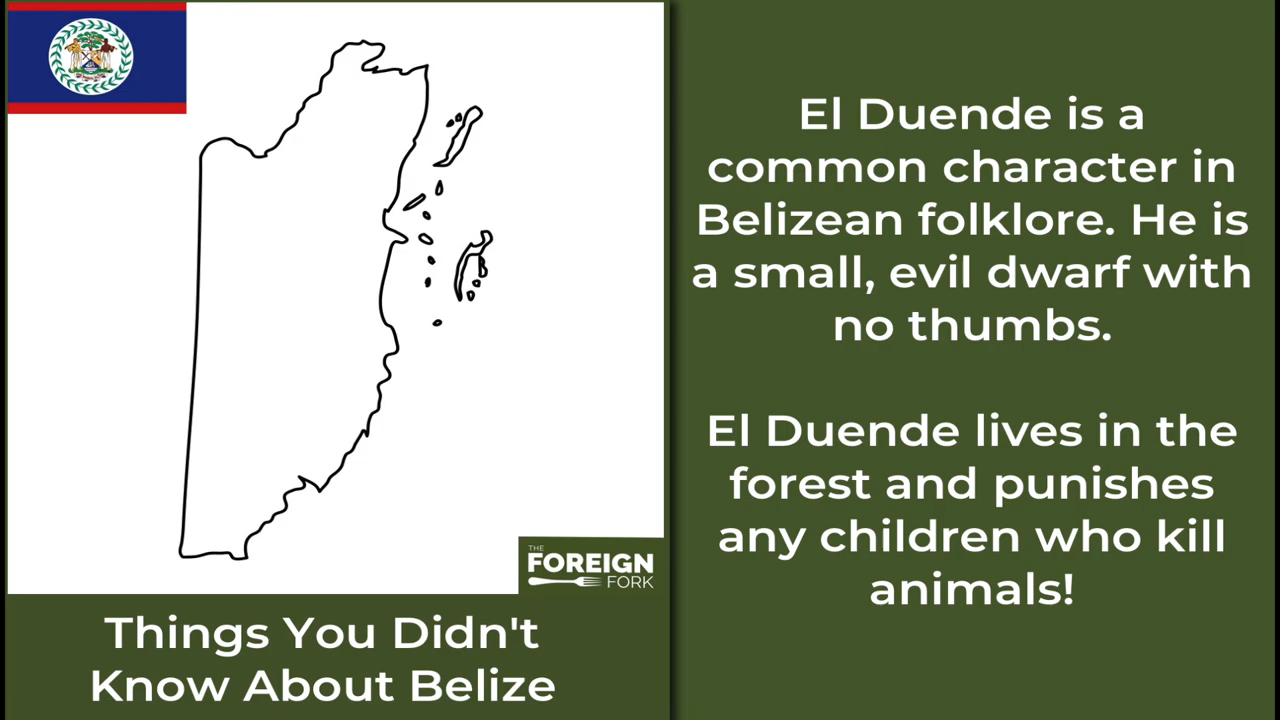 THE
FOREIGN
FORK
Things You Didn't
Know About Belize
El Duende is a
common character in
Belizean folklore. He is
a small, evil dwarf with
no thumbs.
El Duende lives in the
forest and punishes
any children who kill
animals!